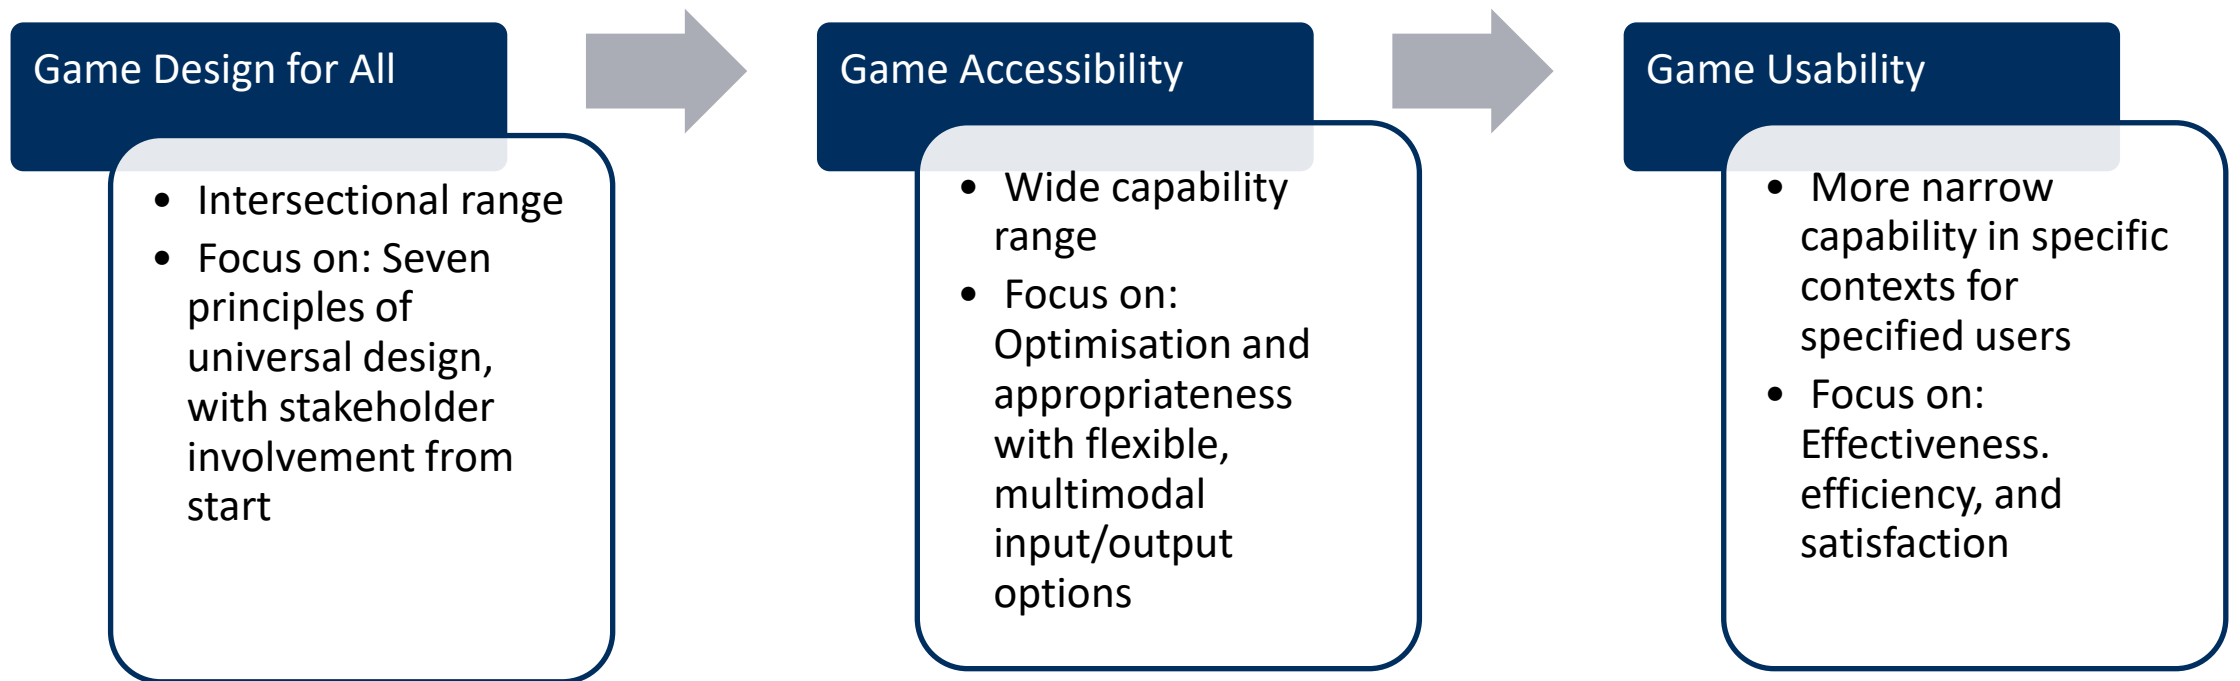 Game Design for All
• Intersectional range
• Focus on: Seven
principles of
universal design,
with stakeholder
involvement from
start
Game Accessibility
• Wide capability
range
• Focus on:
Optimisation and
appropriateness
with flexible,
multimodal
input/output
options
Game Usability
• More narrow
capability in specific
contexts for
specified users
• Focus on:
Effectiveness.
efficiency, and
satisfaction